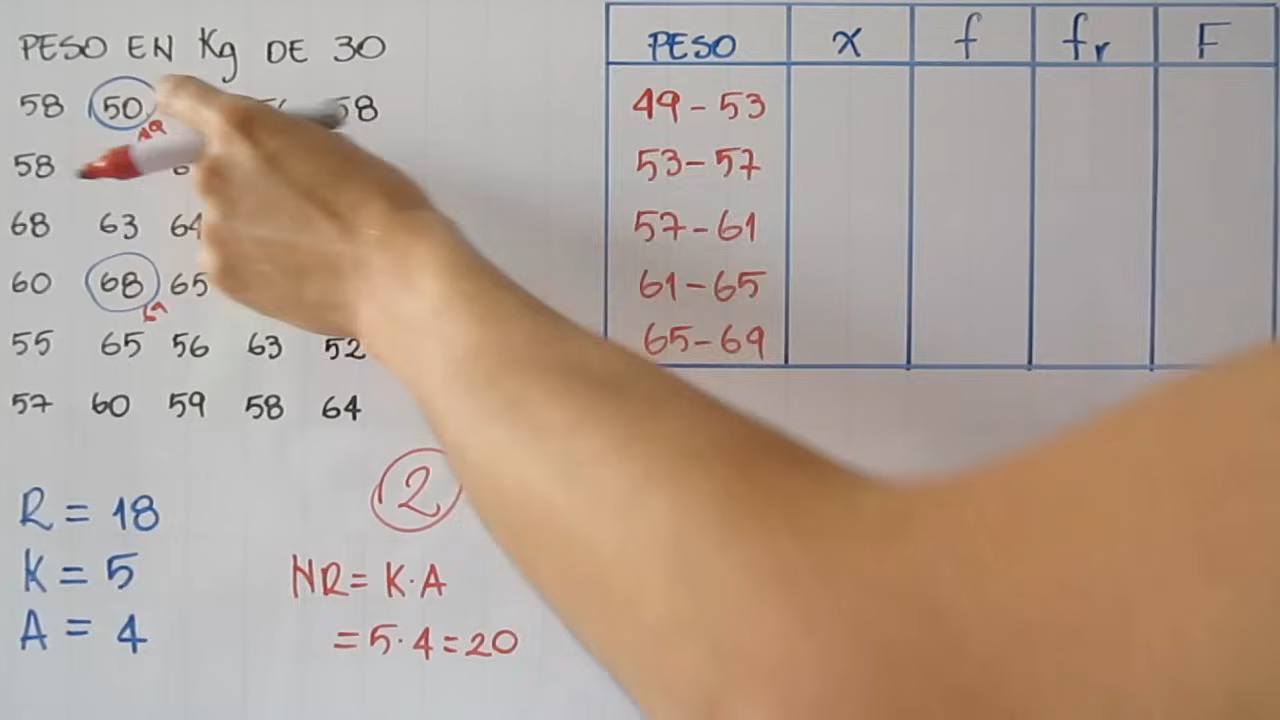 PESO EN Kg DE 30
58 50 58
49
58
68 63 64
60 68 65
69
55 65 56 63 52
57 60 59 58 64
R = 18
K = 5
A = 4
2
NR = K·A
= 5·4 = 20
PESO x f fr F
49 - 53
53 - 57
57 - 61
61 - 65
65 - 69